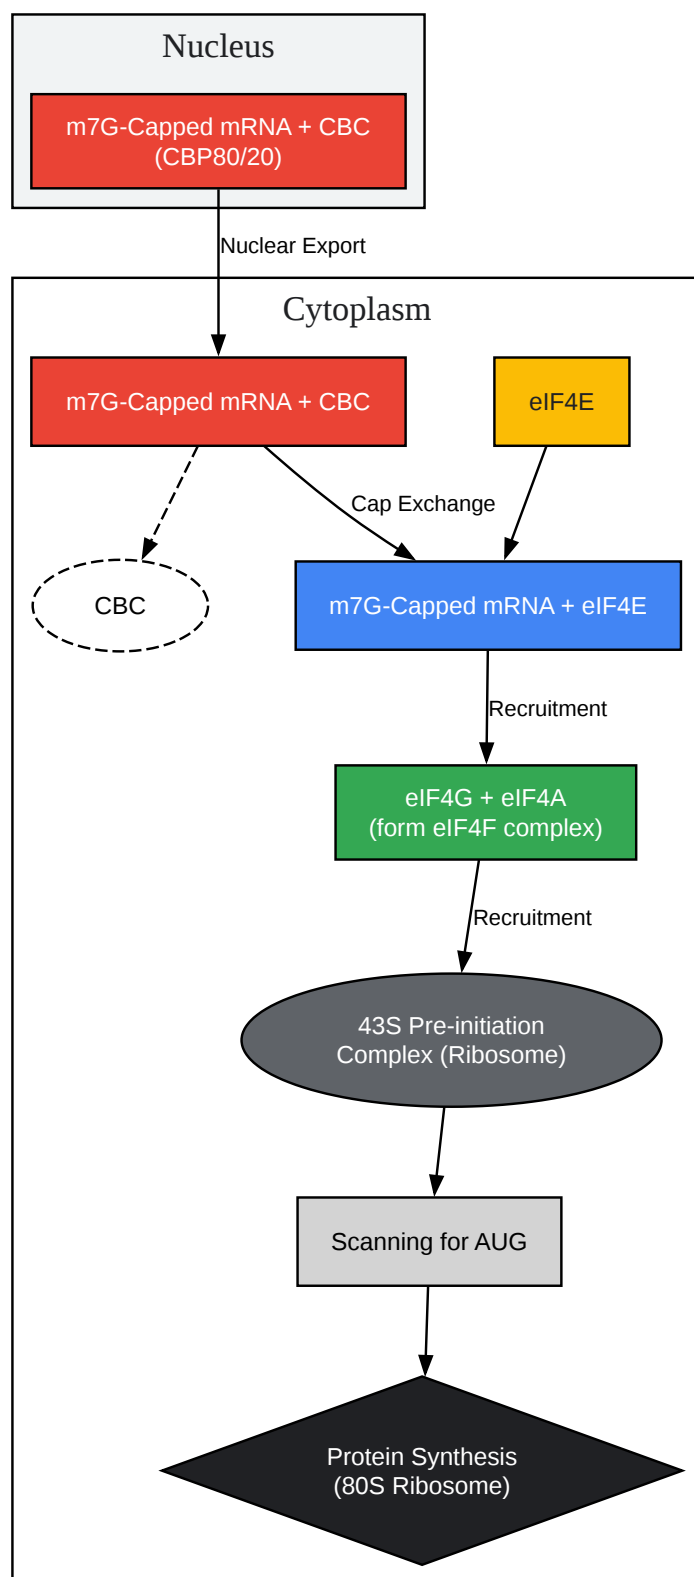 Nucleus
m7G-Capped mRNA + CBC
(CBP80/20)
Nuclear Export
Cytoplasm
m7G-Capped mRNA + CBC
eIF4E
Cap Exchange
CBC
m7G-Capped mRNA + eIF4E
Recruitment
eIF4G + eIF4A
(form eIF4F complex)
Recruitment
43S Pre-initiation
Complex (Ribosome)
Scanning for AUG
Protein Synthesis
(80S Ribosome)